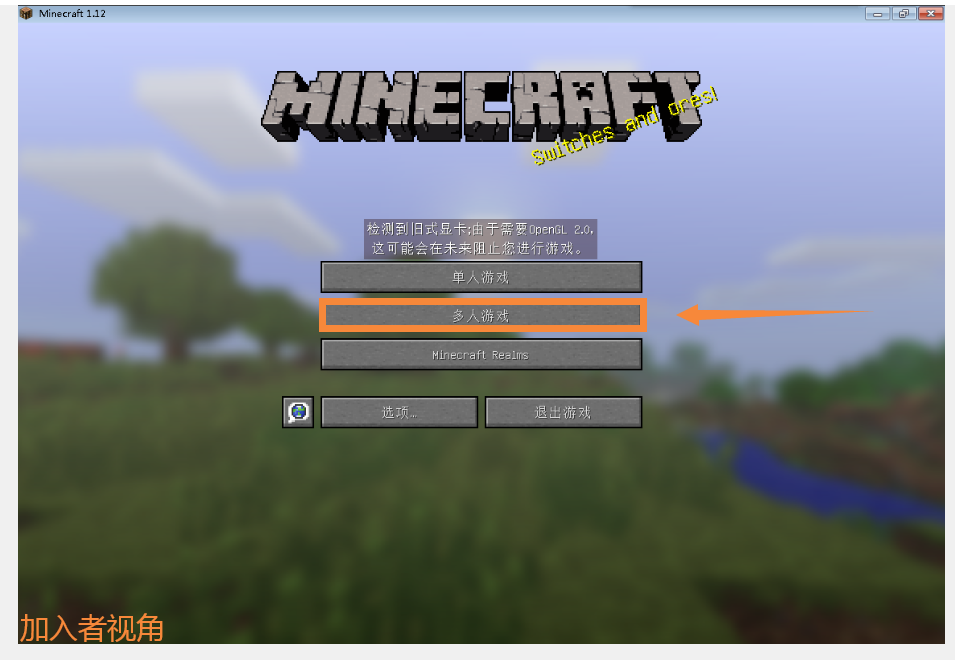 Minecraft 1.12
MINECRAFT
Switches and ores!
检测到旧式显卡;由于需要OpenGL 2.0,
这可能会在未来阻止您进行游戏。
单人游戏
多人游戏
Minecraft Realms
选项...
退出游戏
加入者视角